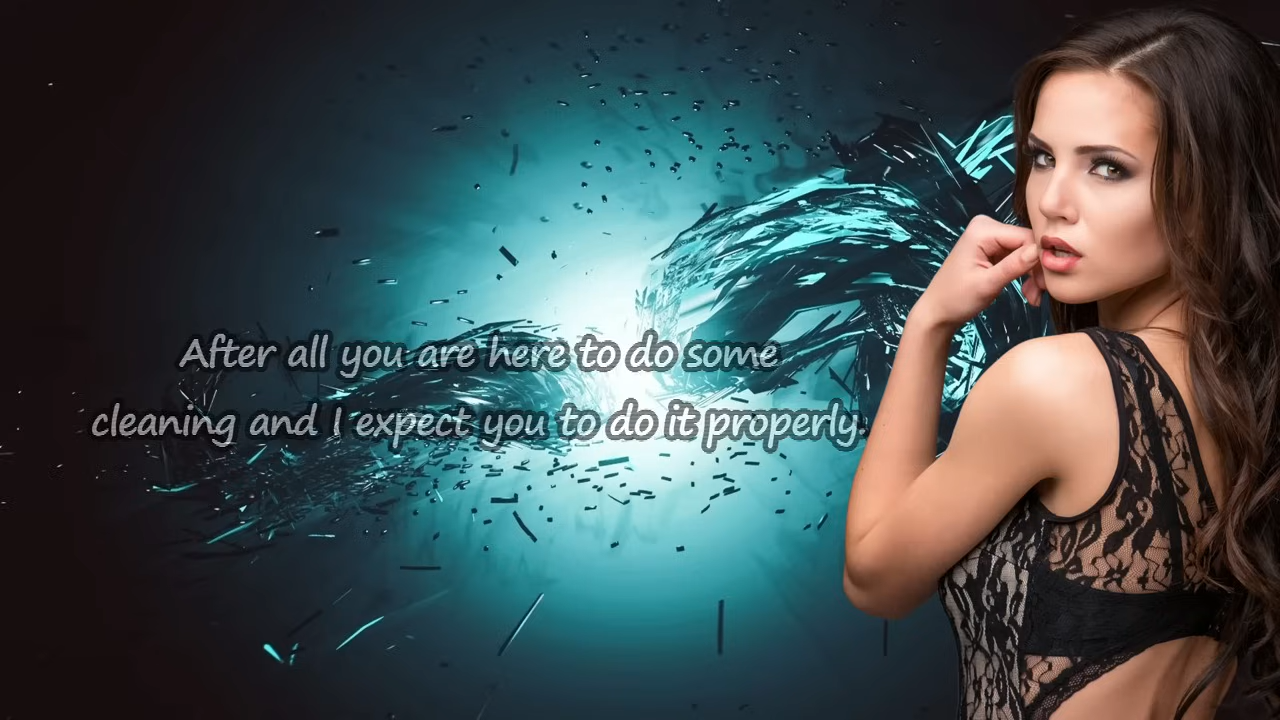 After all you are here to do some
cleaning and I expect you to do it properly.